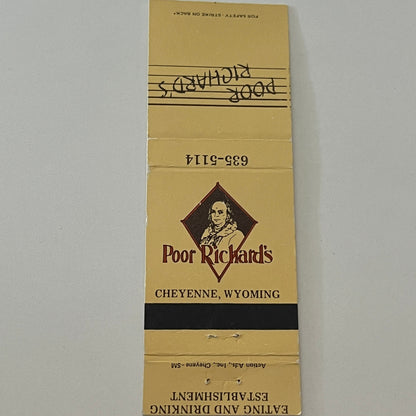 FOR SAFETY - STRIKE ON BACK
POOR
RICHARD'S
635-5114
Poor Richard's
CHEYENNE, WYOMING
Action Ads, Inc., Cheyene - SM
EATING AND DRINKING
ESTABLISHMENT